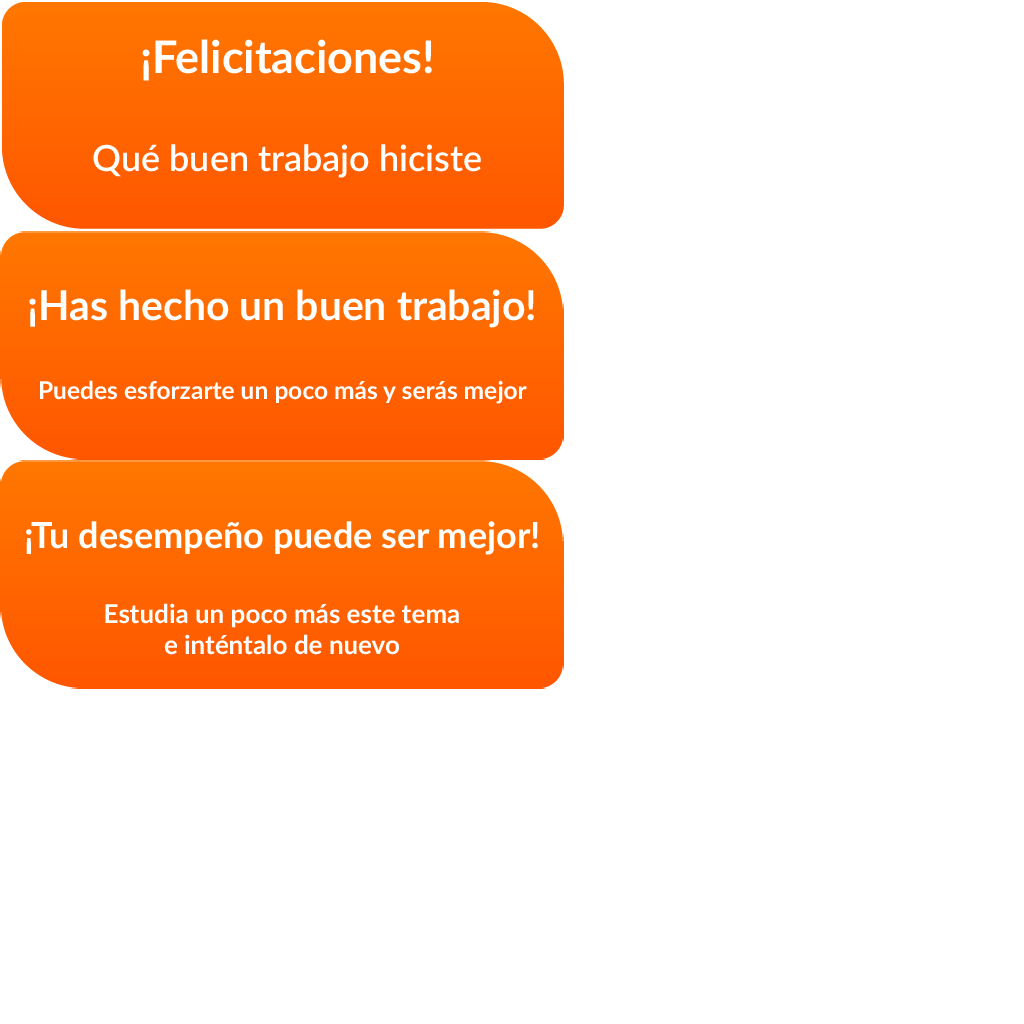 ¡Felicitaciones!
Qué buen trabajo hiciste
¡Has hecho un buen trabajo!
Puedes esforzarte un poco más y serás mejor
¡Tu desempeño puede ser mejor!
Estudia un poco más este tema
e inténtalo de nuevo